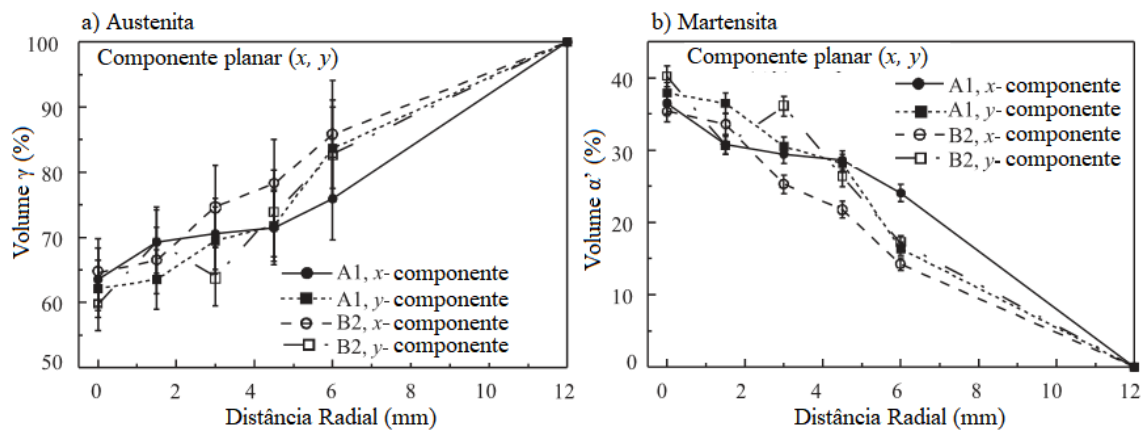 a) Austenita
Componente planar (x, y)
100
90
80
70
60
50
Volume γ (%)
A1, x- componente
A1, y- componente
B2, x- componente
B2, y- componente
0 2 4 6 8 10 12
Distância Radial (mm)
b) Martensita
Componente planar (x, y)
40
30
20
10
0
Volume α’ (%)
A1, x- componente
A1, y- componente
B2, x- componente
B2, y- componente
0 2 4 6 8 10 12
Distância Radial (mm)